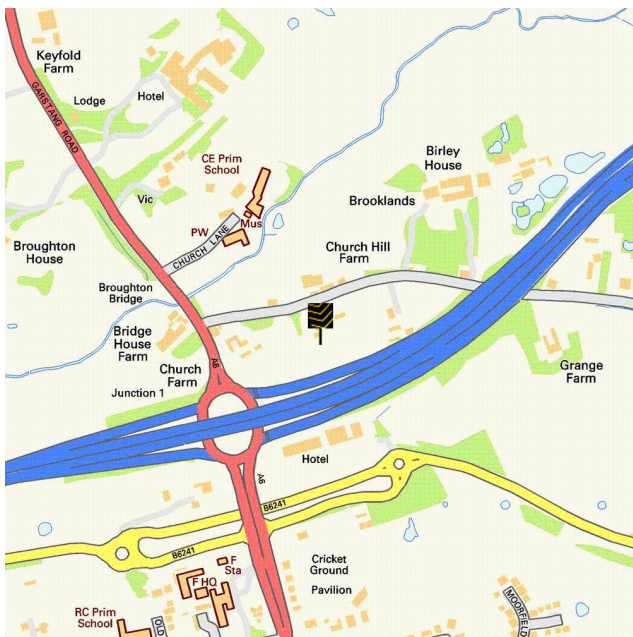 Keyfold
Farm
GARSTANG ROAD
Lodge
Hotel
CE Prim
School
Birley
House
Vic
Brooklands
PW
Mus
CHURCH LANE
Broughton
House
Church Hill
Farm
Broughton
Bridge
Bridge
House Farm
A6
Church
Farm
Grange
Farm
Junction 1
Hotel
A6
B6241
B6241
F
Sta
Cricket
Ground
F HQ
Pavilion
RC Prim
School
OLD
MOORFIELD